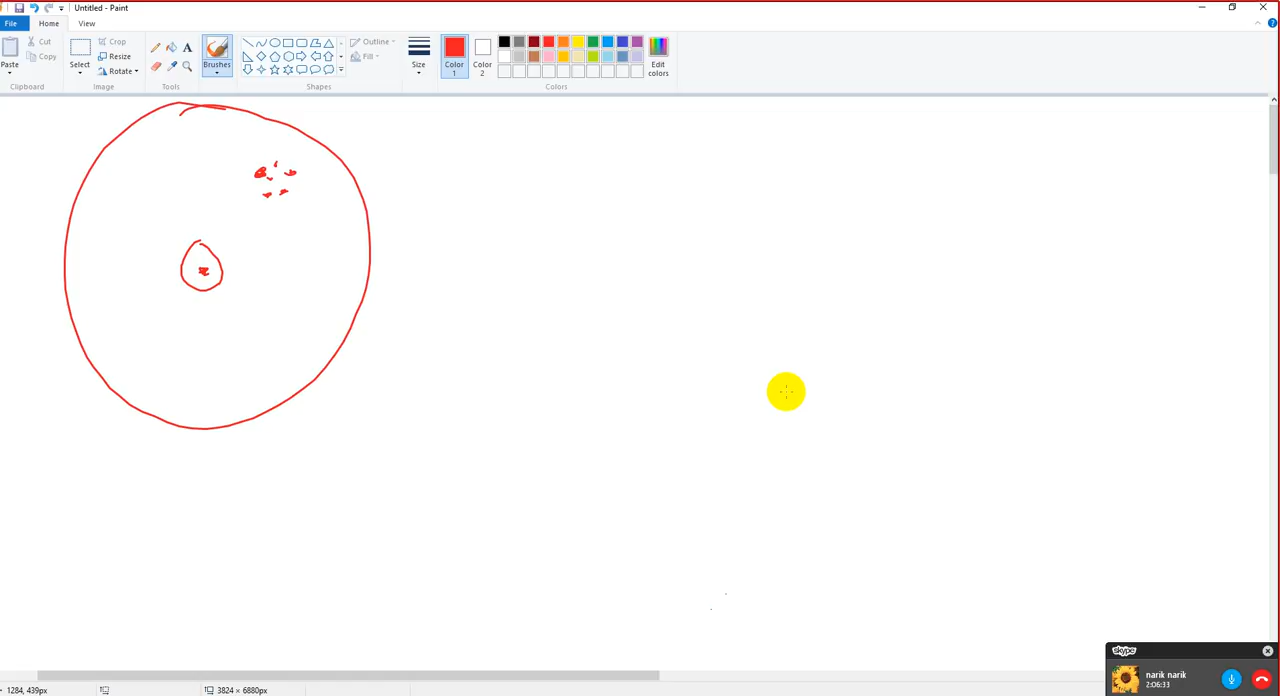 Untitled - Paint
File Home View
Paste
Cut
Copy
Clipboard
Select
Crop
Resize
Rotate
Image
A
Tools
Brushes
Outline
Fill
Shapes
Size
Color
1
Color
2
Edit
colors
Colors
1284, 439px
3824 × 6880px
skype
narik narik
2:06:33